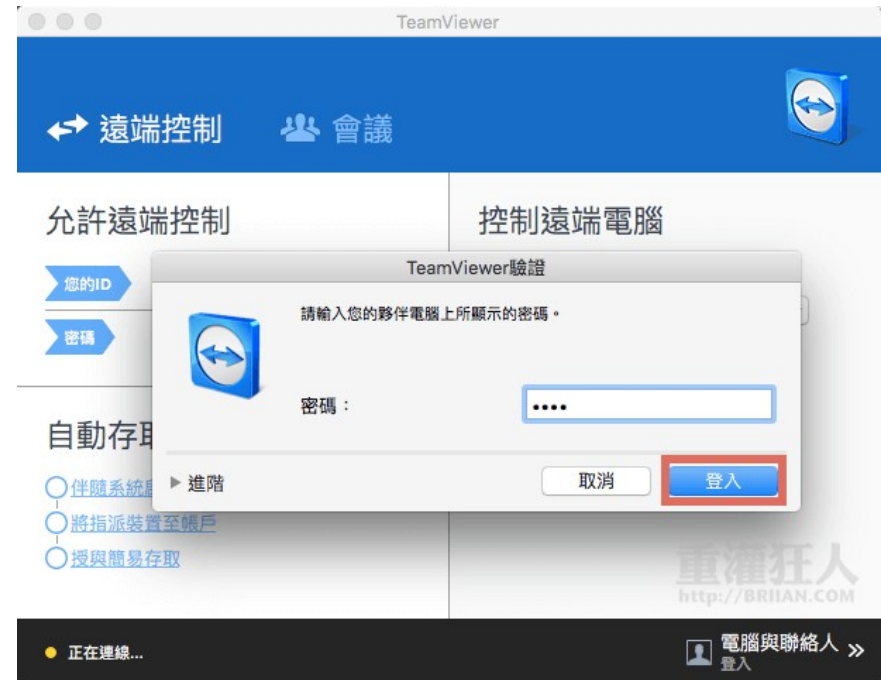 TeamViewer
遠端控制
會議
允許遠端控制
控制遠端電腦
您的ID
密碼
TeamViewer驗證
請輸入您的夥伴電腦上所顯示的密碼。
密碼：
進階
取消
登入
自動存取
伴隨系統
將指派裝置至帳戶
授與簡易存取
重灌狂人
http://BRIIAN.COM
正在連線...
電腦與聯絡人 »
登入